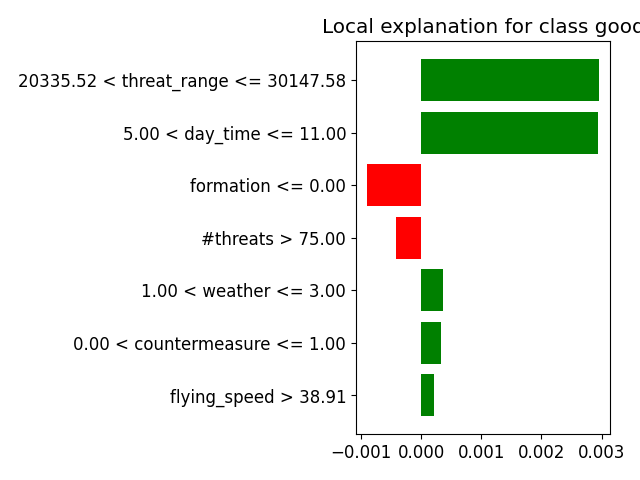 Local explanation for class good
20335.52 < threat_range <= 30147.58
5.00 < day_time <= 11.00
formation <= 0.00
#threats > 75.00
1.00 < weather <= 3.00
0.00 < countermeasure <= 1.00
flying_speed > 38.91
−0.001 0.000 0.001 0.002 0.003